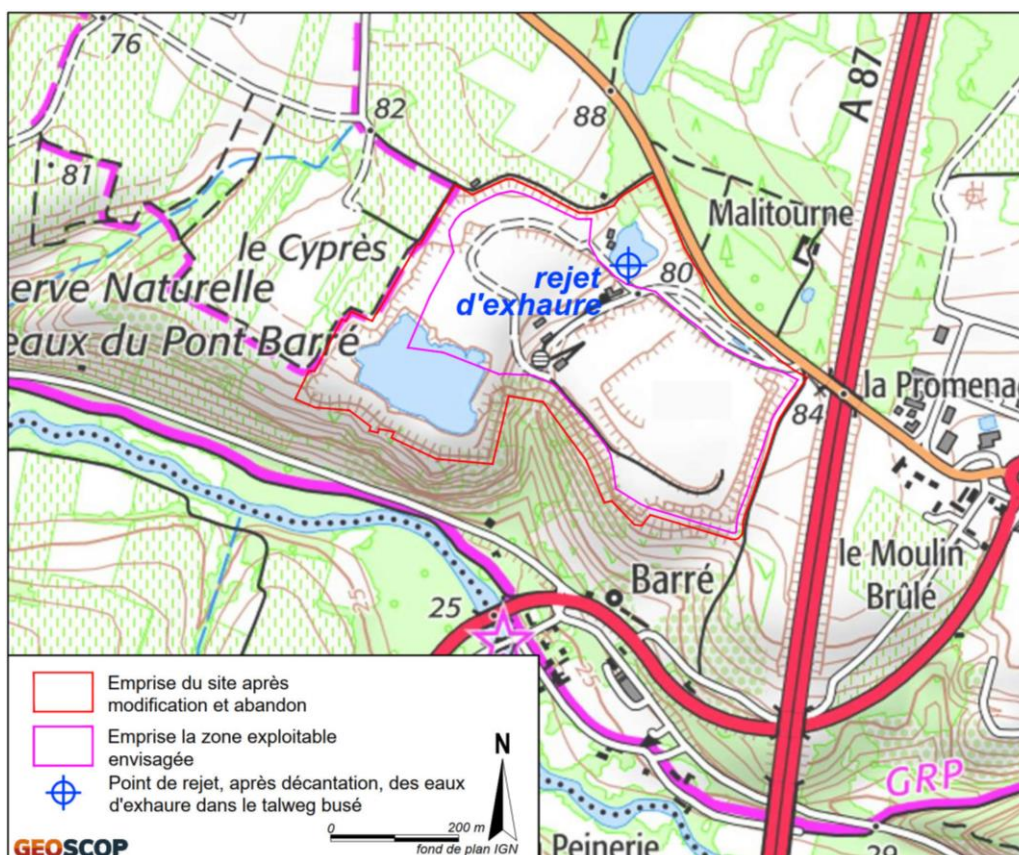 76
82
88
A 87
81
Malitourne
le Cyprès
rejet
d'exhaure
80
erve Naturelle
eaux du Pont Barré
la Promenad
84
le Moulin
Brûlé
Barré
25
25
25
GRP
Peinerie
29
Emprise du site après
modification et abandon
Emprise la zone exploitable
envisagée
Point de rejet, après décantation, des eaux
d'exhaure dans le talweg busé
N
0 200 m
fond de plan IGN
GEOSCOP